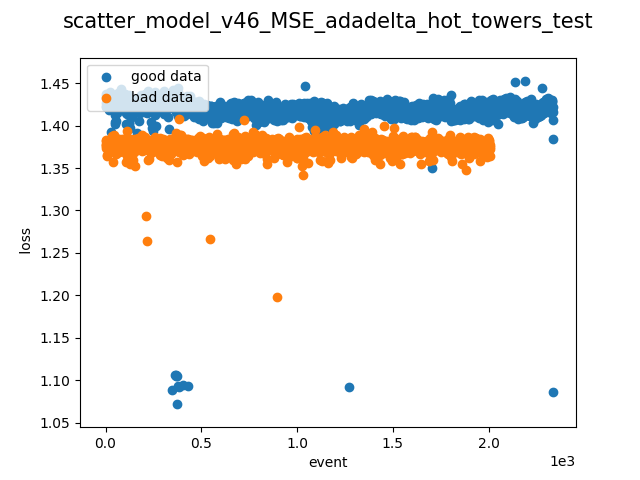 scatter_model_v46_MSE_adadelta_hot_towers_test
good data
bad data
1.45
1.40
1.35
1.30
1.25
1.20
1.15
1.10
1.05
loss
0.0 0.5 1.0 1.5 2.0
1e3
event